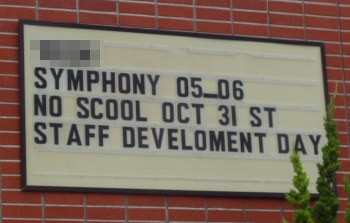 SYMPHONY 05_06
NO SCOOL OCT 31 ST
STAFF DEVELOMENT DAY